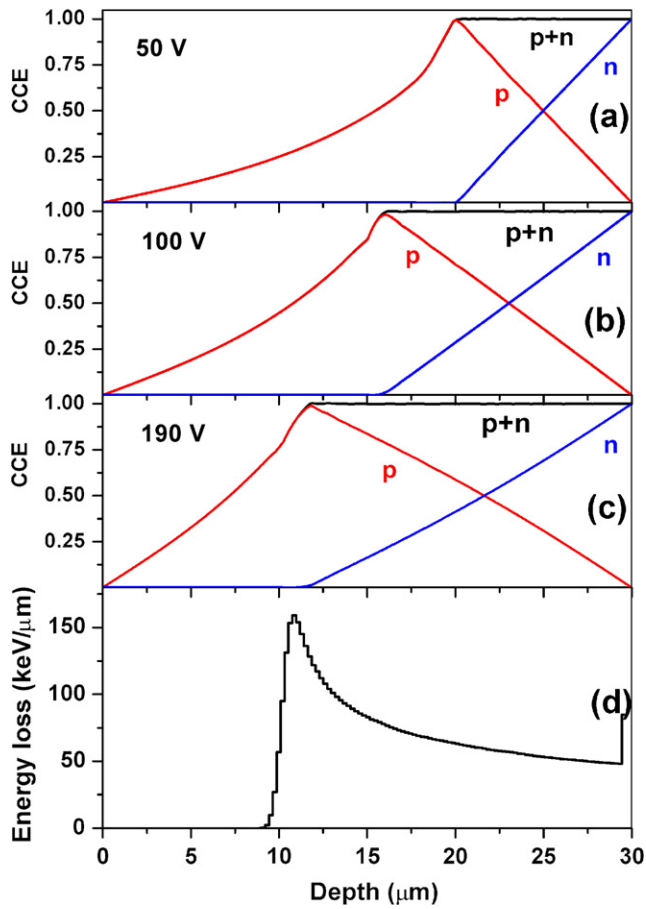 1.00
0.75
0.50
0.25
CCE
50 V
p+n
n
p
(a)
1.00
0.75
0.50
0.25
CCE
100 V
p+n
p
n
(b)
1.00
0.75
0.50
0.25
CCE
190 V
p+n
n
p
(c)
150
100
50
0
Energy loss (keV/μm)
(d)
0 5 10 15 20 25 30
Depth (μm)